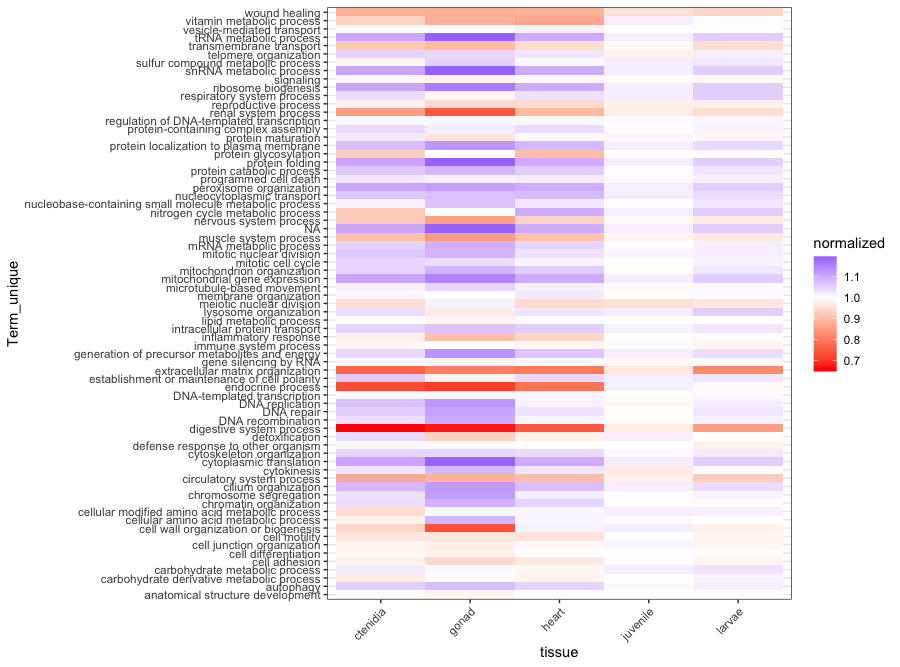 wound healing
vitamin metabolic process
vesicle-mediated transport
tRNA metabolic process
transmembrane transport
telomere organization
sulfur compound metabolic process
snRNA metabolic process
signaling
ribosome biogenesis
respiratory system process
reproductive process
renal system process
regulation of DNA-templated transcription
protein-containing complex assembly
protein maturation
protein localization to plasma membrane
protein glycosylation
protein folding
protein catabolic process
programmed cell death
peroxisome organization
nucleocytoplasmic transport
nucleobase-containing small molecule metabolic process
nitrogen cycle metabolic process
nervous system process
NA
muscle system process
mRNA metabolic process
mitotic nuclear division
mitotic cell cycle
mitochondrion organization
mitochondrial gene expression
microtubule-based movement
membrane organization
meiotic nuclear division
lysosome organization
lipid metabolic process
intracellular protein transport
inflammatory response
immune system process
generation of precursor metabolites and energy
gene silencing by RNA
extracellular matrix organization
establishment or maintenance of cell polarity
endocrine process
DNA-templated transcription
DNA replication
DNA repair
DNA recombination
digestive system process
detoxification
defense response to other organism
cytoskeleton organization
cytoplasmic translation
cytokinesis
circulatory system process
cilium organization
chromosome segregation
chromatin organization
cellular modified amino acid metabolic process
cellular amino acid metabolic process
cell wall organization or biogenesis
cell motility
cell junction organization
cell differentiation
cell adhesion
carbohydrate metabolic process
carbohydrate derivative metabolic process
autophagy
anatomical structure development
Term_unique
ctenidia
gonad
heart
juvenile
larvae
tissue
normalized
1.1
1.0
0.9
0.8
0.7